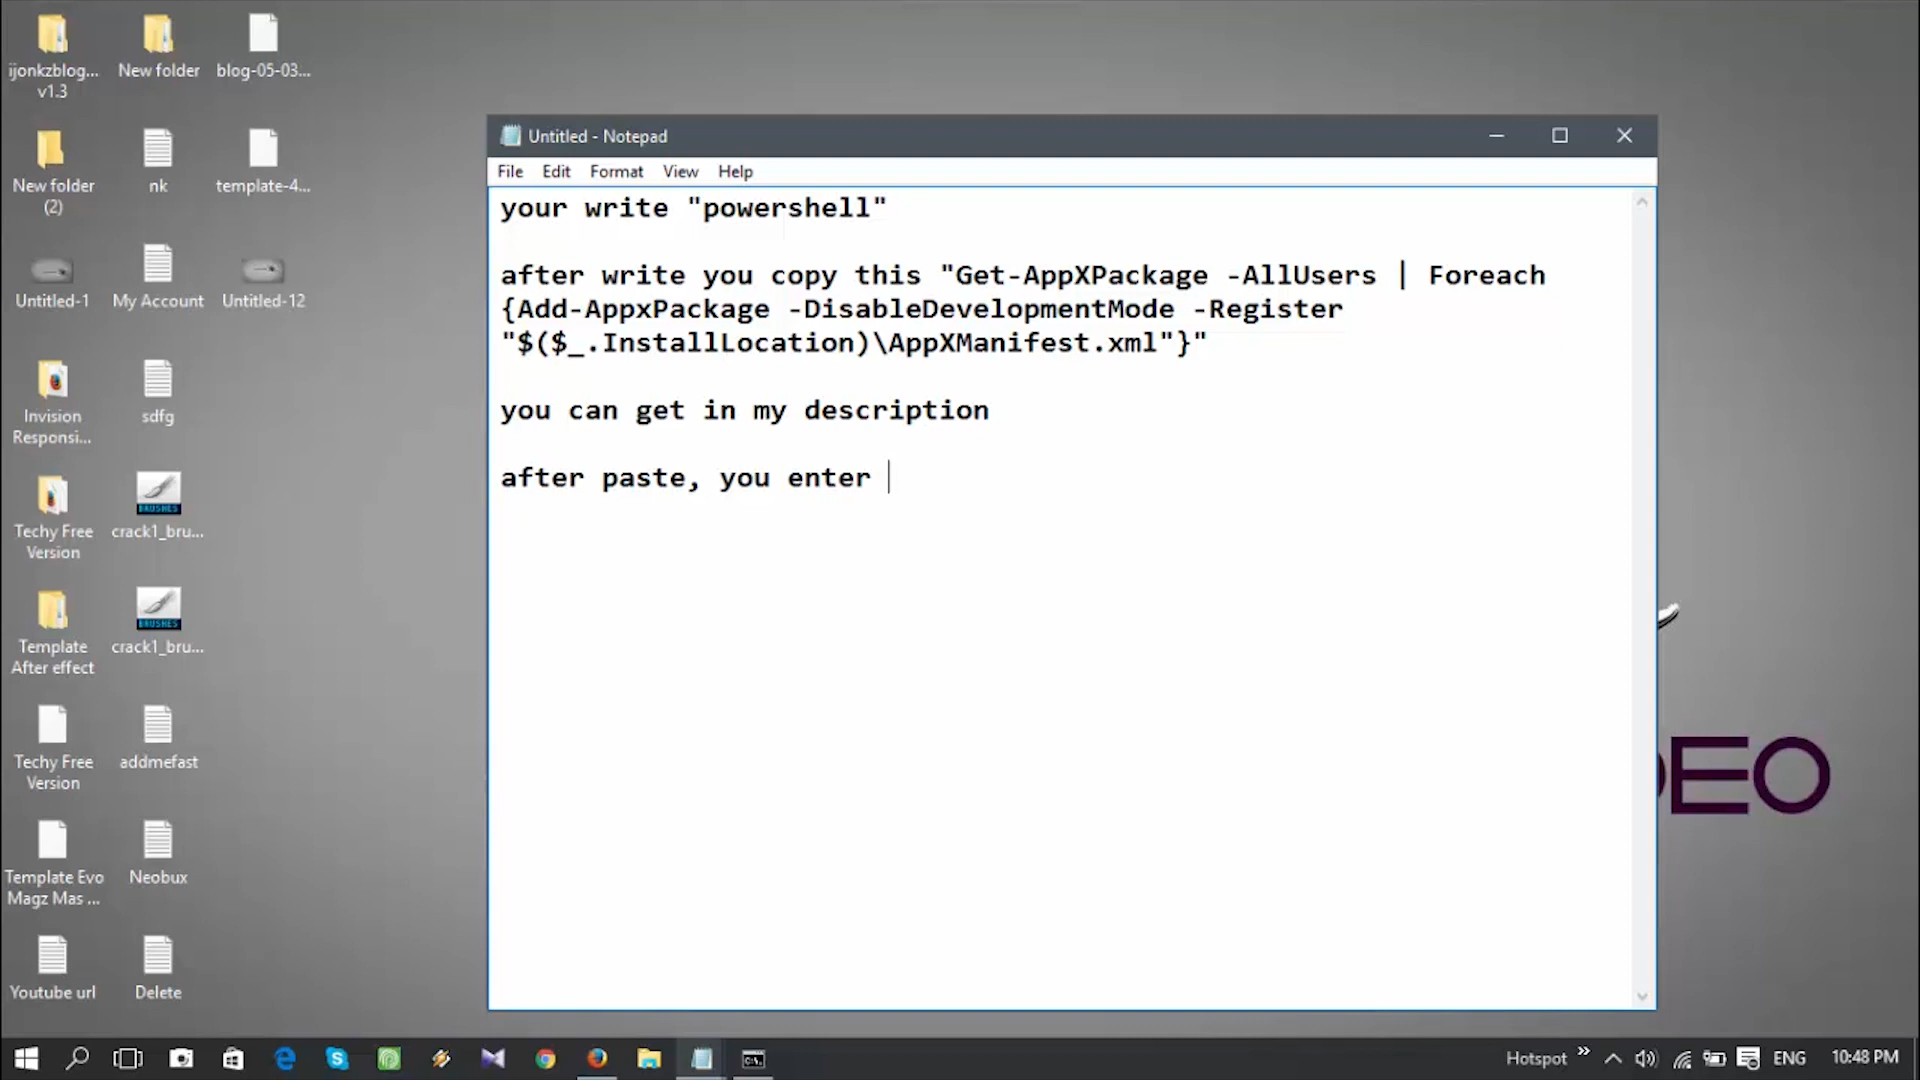 ijonkzblog...
v1.3
New folder
blog-05-03...
New folder
(2)
nk
template-4...
Untitled-1
My Account
Untitled-12
Invision
Responsi...
sdfg
Techy Free
Version
crack1_bru...
BRUSHES
Template
After effect
crack1_bru...
BRUSHES
Techy Free
Version
addmefast
Template Evo
Magz Mas ...
Neobux
Youtube url
Delete
Untitled - Notepad
File Edit Format View Help
your write "powershell"
after write you copy this "Get-AppXPackage -AllUsers | Foreach
{Add-AppxPackage -DisableDevelopmentMode -Register
"$($_.InstallLocation)\AppXManifest.xml"}"
you can get in my description
after paste, you enter
DEO
Hotspot
ENG
10:48 PM